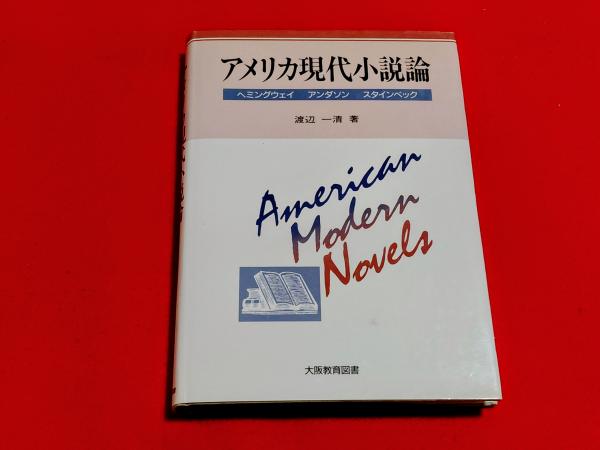 アメリカ現代小説論
ヘミングウェイ アンダソン スタインベック
渡辺 一清 著
American
Modern
Novels
大阪教育図書